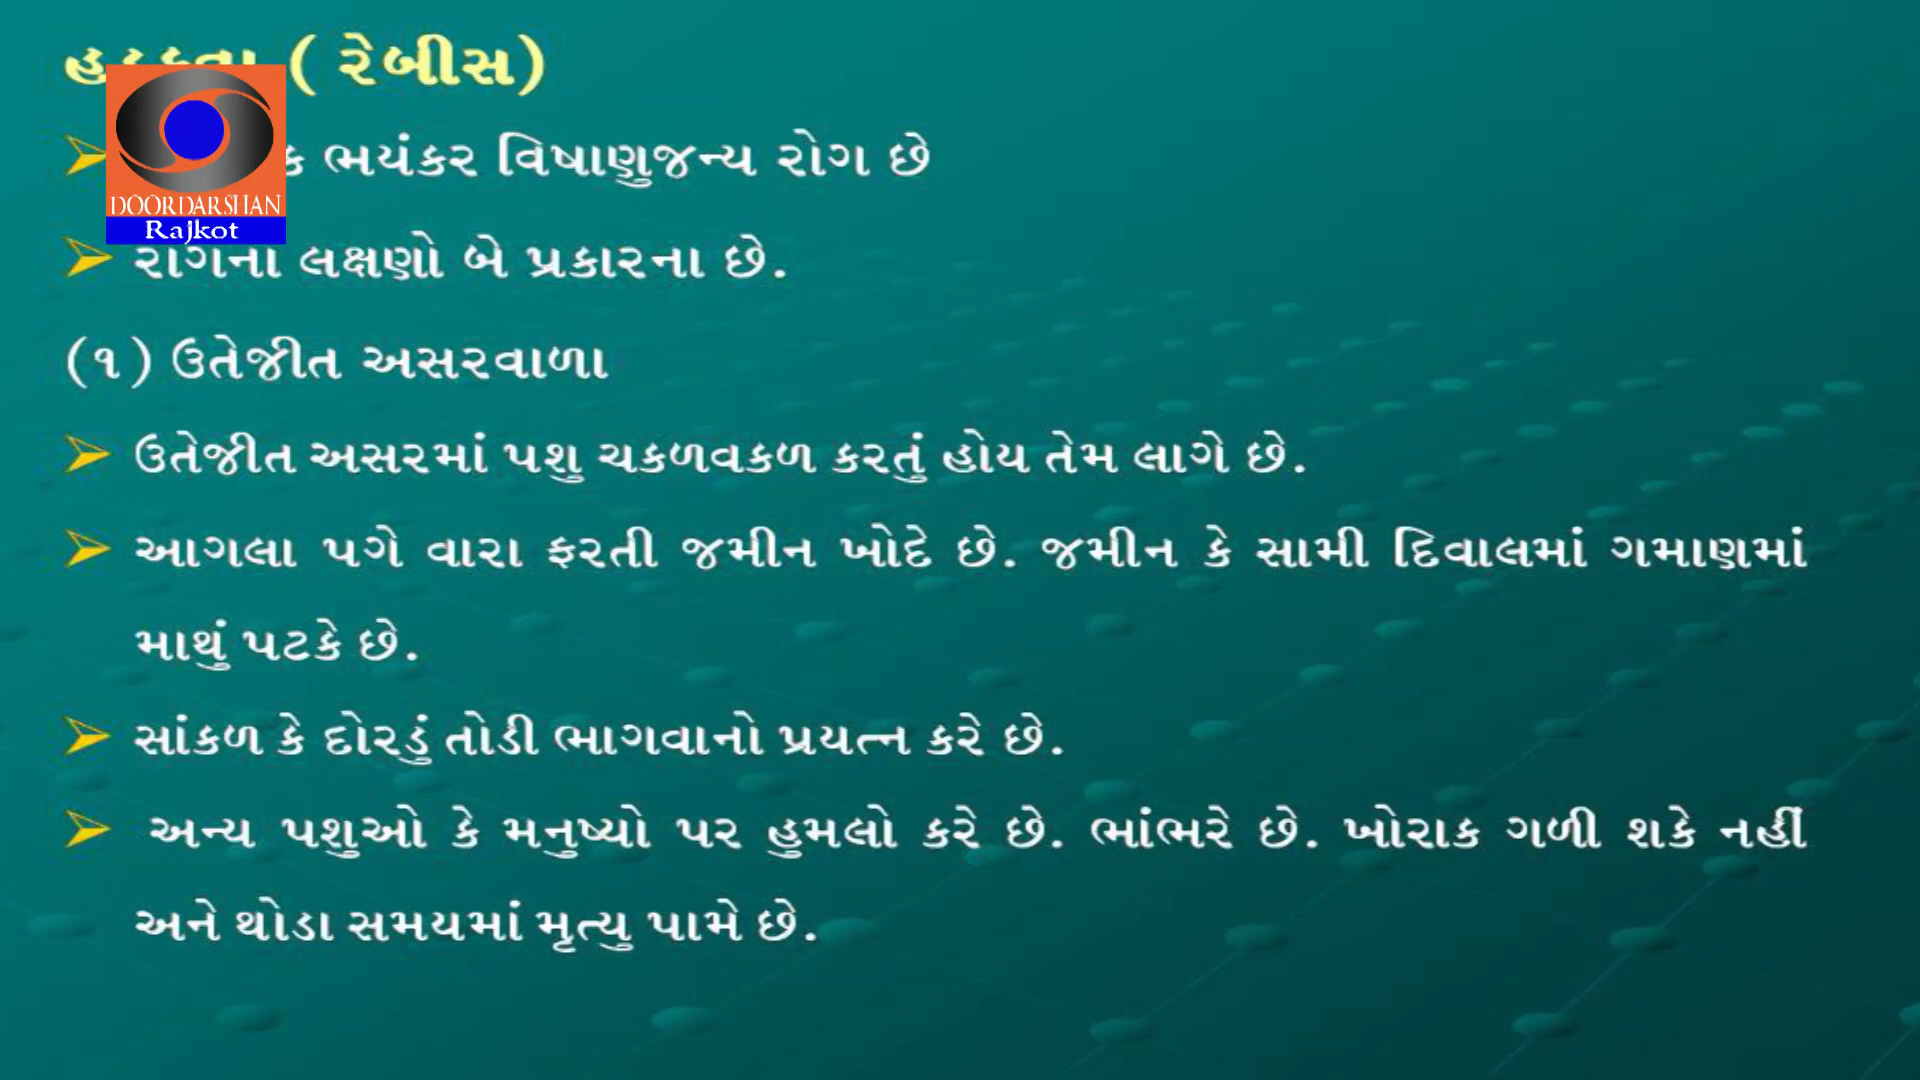 ( રેબીસ)
ભયંકર વિષાણુજન્ય રોગ છે
DOORDARSHAN
Rajkot
રોગના લક્ષણો બે પ્રકારના છે.
(૧) ઉતેજીત અસરવાળા
ઉતેજીત અસરમાં પશુ ચકળવકળ કરતું હોય તેમ લાગે છે.
આગલા પગે વારા ફરતી જમીન ખોદે છે. જમીન કે સામી દિવાલમાં ગમાણમાં
માથું પટકે છે.
સાંકળ કે દોરડું તોડી ભાગવાનો પ્રયત્ન કરે છે.
અન્ય પશુઓ કે મનુષ્યો પર હુમલો કરે છે. ભાંભરે છે. ખોરાક ગળી શકે નહીં
અને થોડા સમયમાં મૃત્યુ પામે છે.